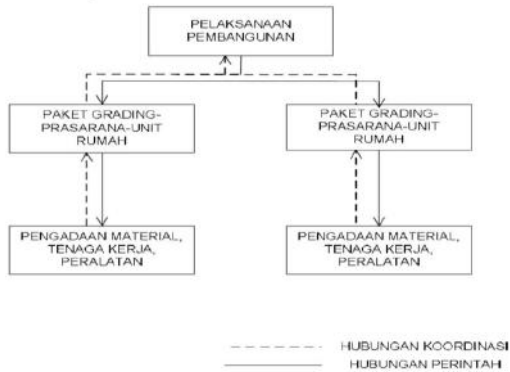 PELAKSANAAN
PEMBANGUNAN
PAKET GRADING-
PRASARANA-UNIT
RUMAH
PAKET GRADING-
PRASARANA-UNIT
RUMAH
PENGADAAN MATERIAL,
TENAGA KERJA,
PERALATAN
PENGADAAN MATERIAL,
TENAGA KERJA,
PERALATAN
HUBUNGAN KOORDINASI
HUBUNGAN PERINTAH